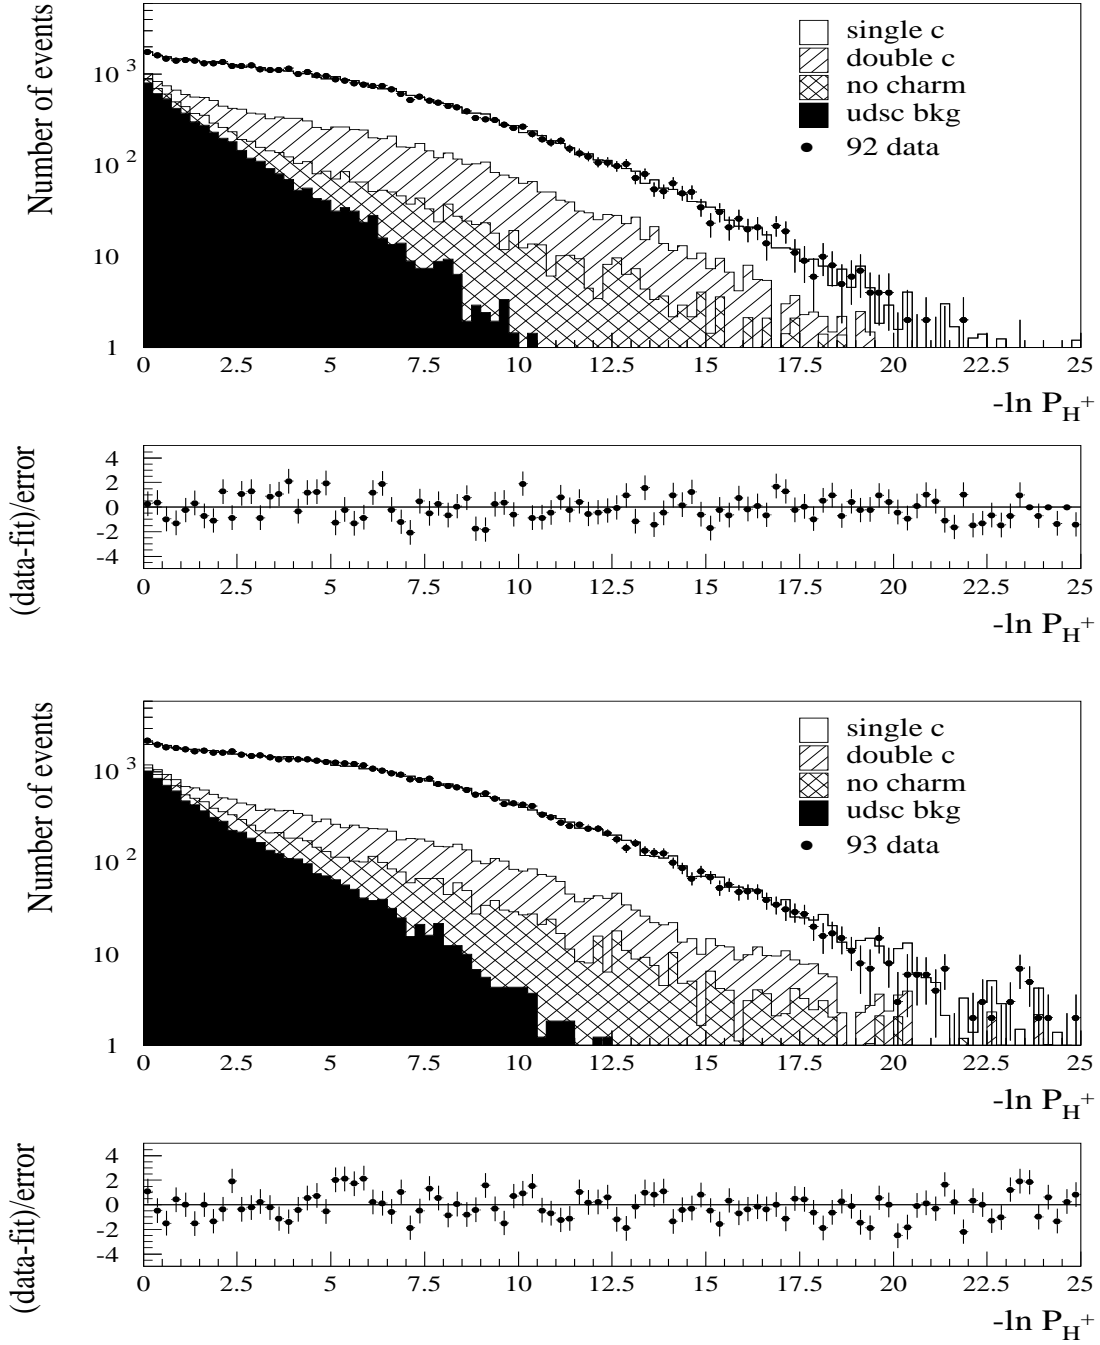 Number of events
10^3
10^2
10
1
single c
double c
no charm
udsc bkg
92 data
0 2.5 5 7.5 10 12.5 15 17.5 20 22.5 25
-ln P_H^+
(data-fit)/error
4
2
0
-2
-4
0 2.5 5 7.5 10 12.5 15 17.5 20 22.5 25
-ln P_H^+
Number of events
10^3
10^2
10
1
single c
double c
no charm
udsc bkg
93 data
0 2.5 5 7.5 10 12.5 15 17.5 20 22.5 25
-ln P_H^+
(data-fit)/error
4
2
0
-2
-4
0 2.5 5 7.5 10 12.5 15 17.5 20 22.5 25
-ln P_H^+